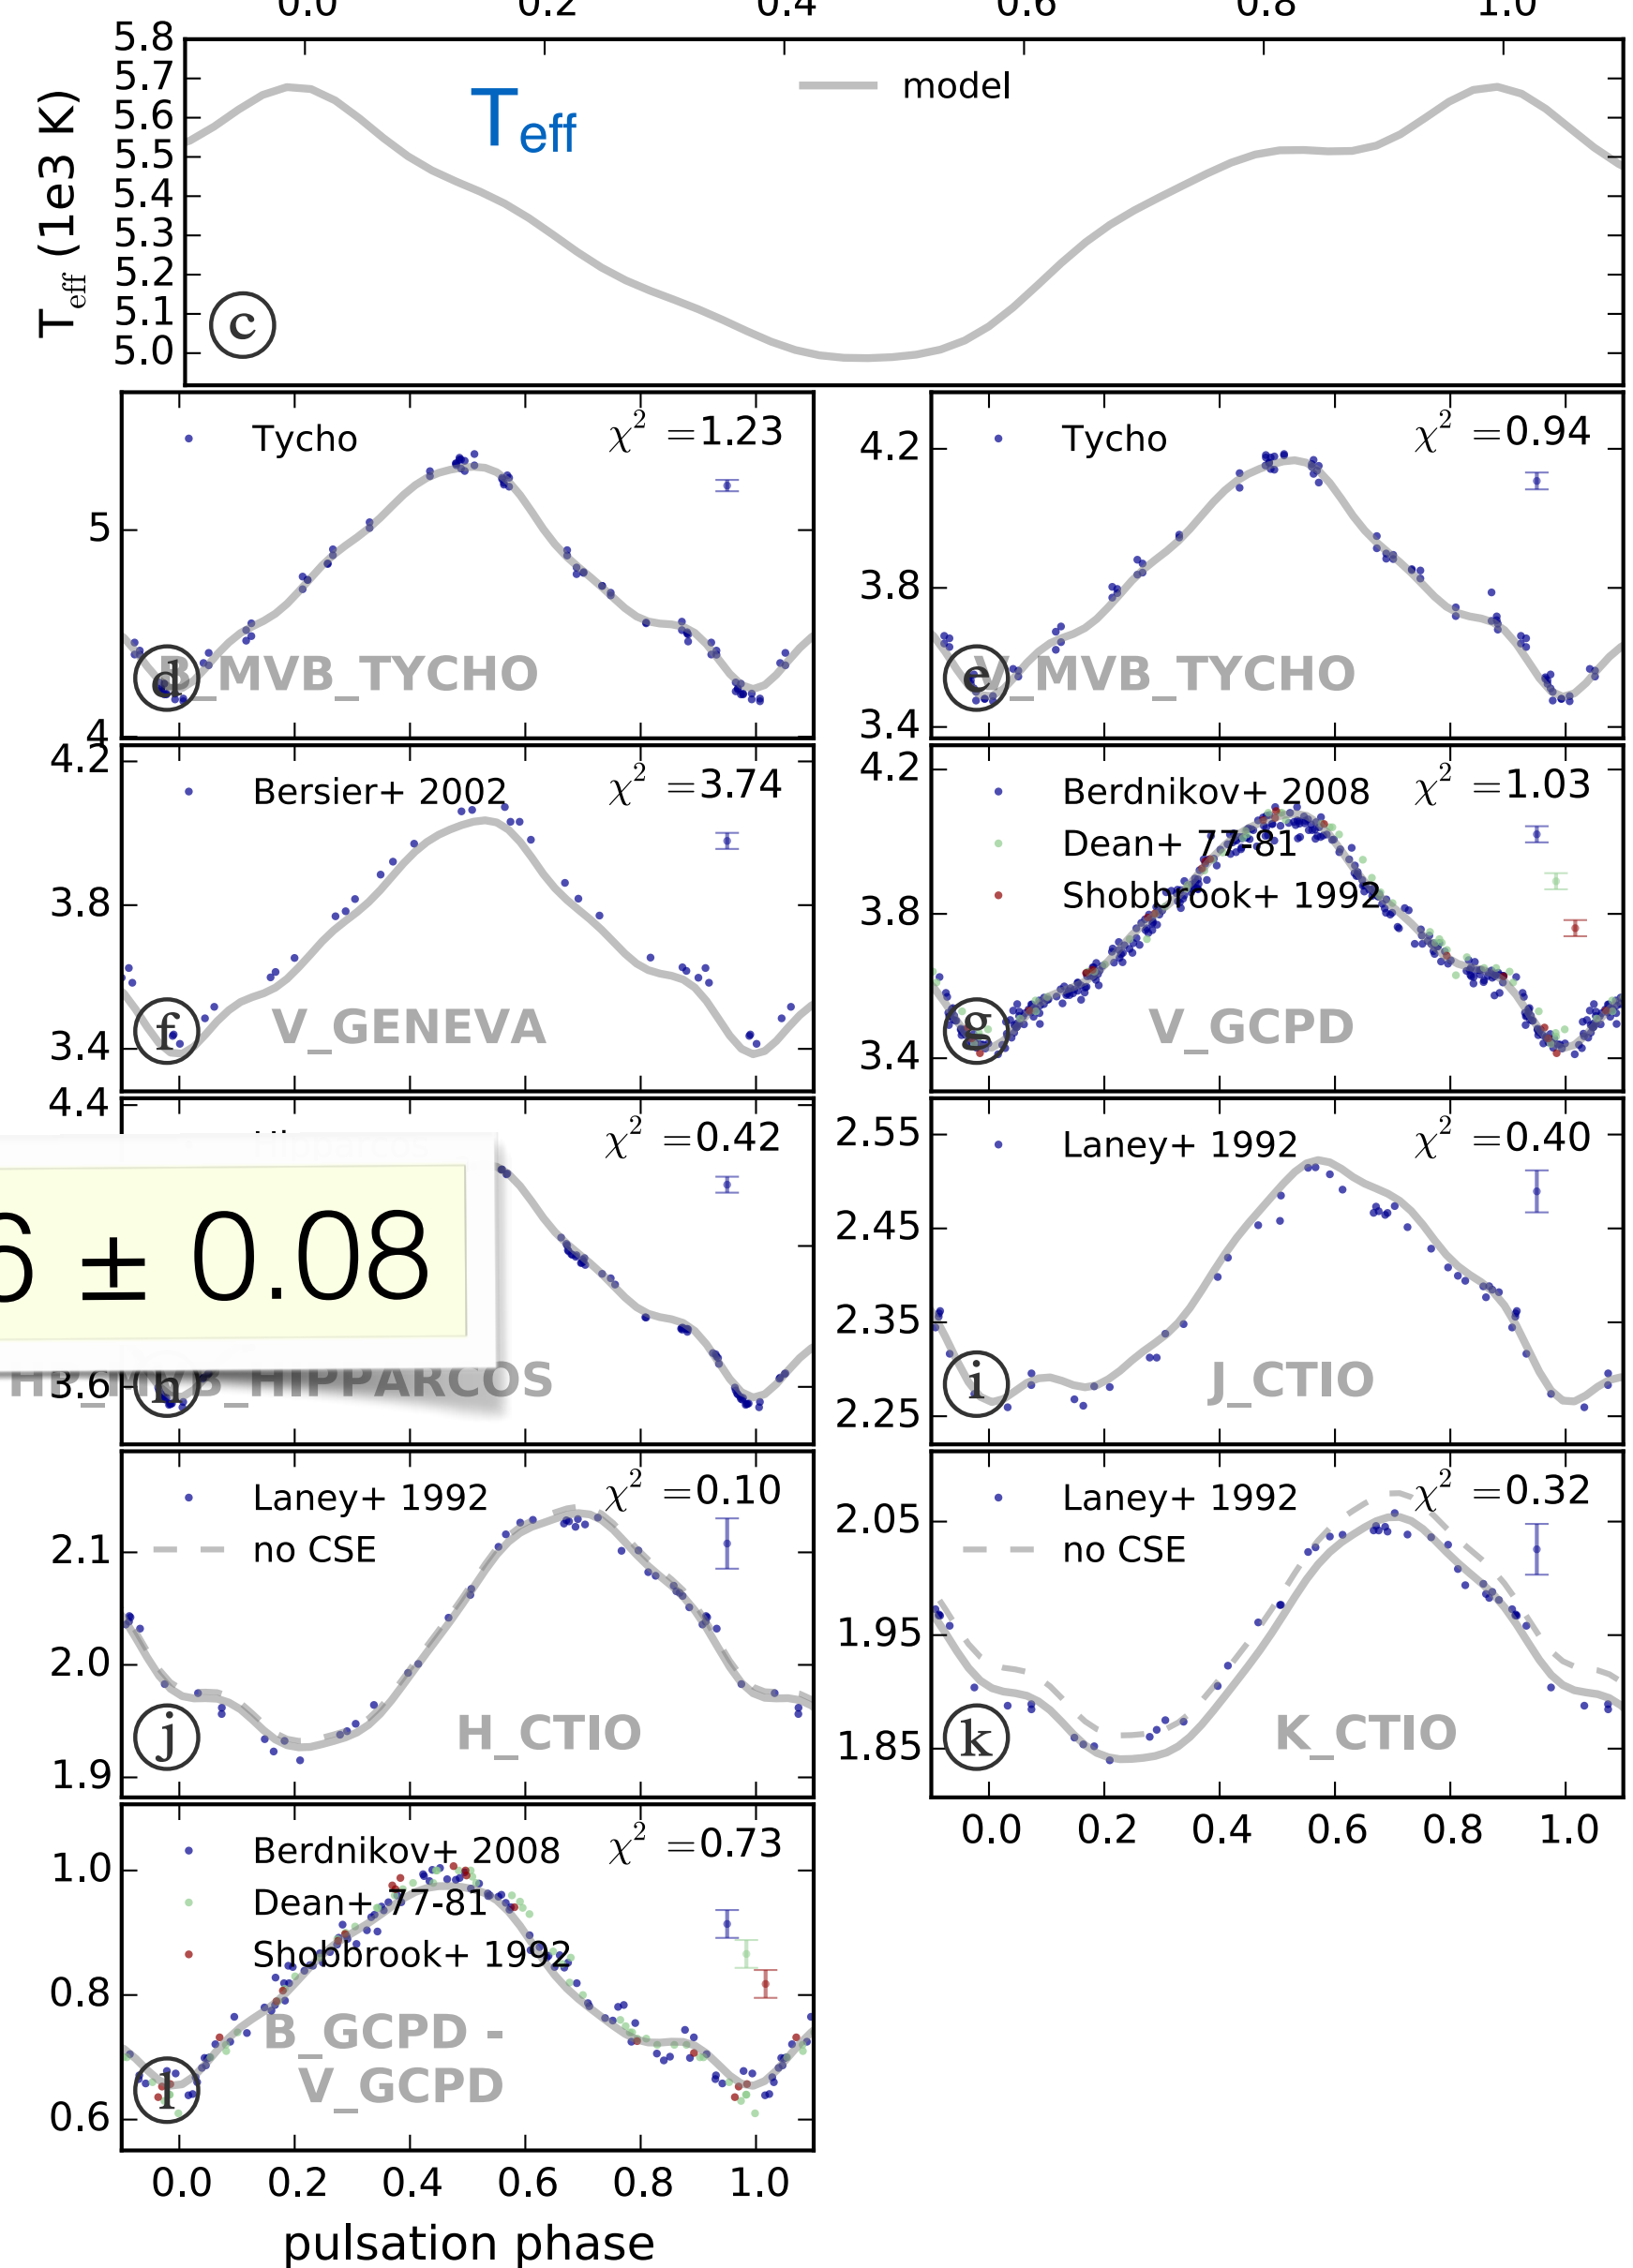 0.0 0.2 0.4 0.6 0.8 1.0
5.8
5.7
5.6
5.5
5.4
5.3
5.2
5.1
5.0
T_eff (1e3 K)
T_eff
model
c
Tycho χ² =1.23
5
4
B_MVB_TYCHO
d
Tycho χ² =0.94
4.2
3.8
3.4
V_MVB_TYCHO
e
Bersier+ 2002 χ² =3.74
4.2
3.8
3.4
V_GENEVA
f
Berdnikov+ 2008 χ² =1.03
Dean+ 77-81
Shobbrook+ 1992
4.2
3.8
3.4
V_GCPD
g
4.4
Hipparcos χ² =0.42
6 ± 0.08
3.6
HIPPARCOS
h
Laney+ 1992 χ² =0.40
2.55
2.45
2.35
2.25
J_CTIO
i
Laney+ 1992 χ² =0.10
no CSE
2.1
2.0
1.9
H_CTIO
j
Laney+ 1992 χ² =0.32
no CSE
2.05
1.95
1.85
K_CTIO
k
0.0 0.2 0.4 0.6 0.8 1.0
Berdnikov+ 2008 χ² =0.73
Dean+ 77-81
Shobbrook+ 1992
1.0
0.8
0.6
B_GCPD -
V_GCPD
l
0.0 0.2 0.4 0.6 0.8 1.0
pulsation phase